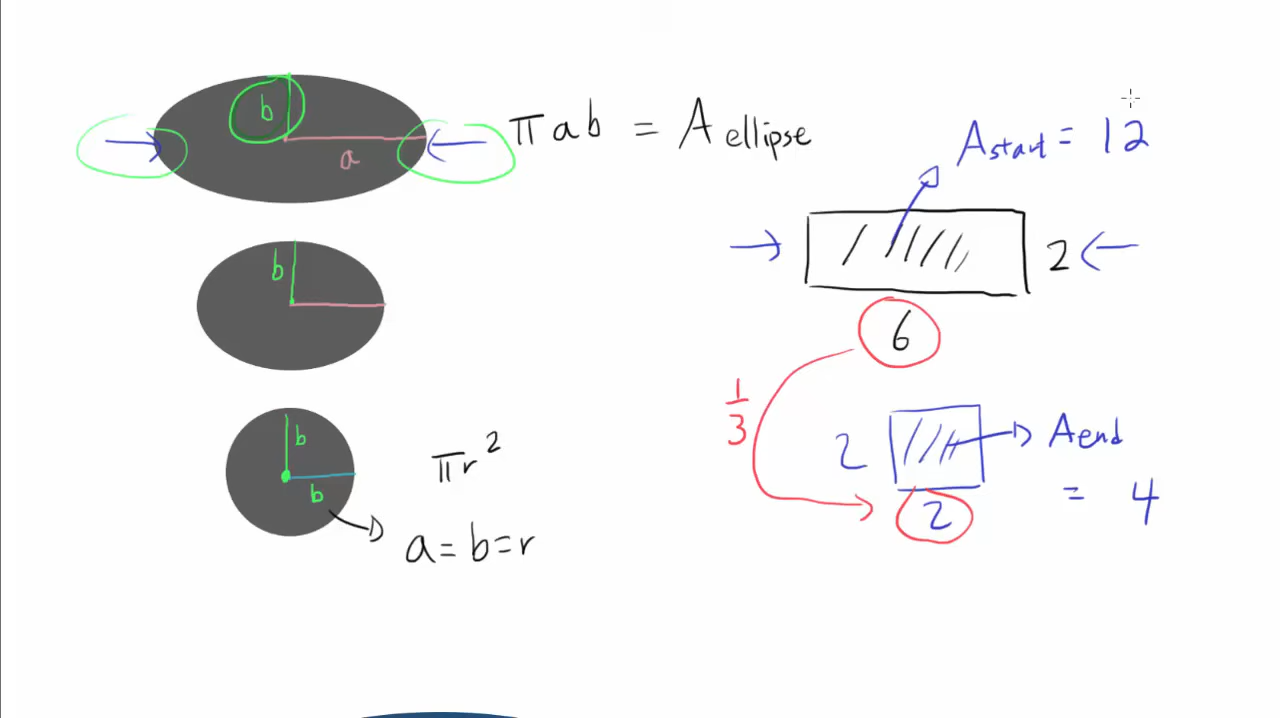 b
a
πab = A ellipse
A start = 12
2
6
b
1/3
b
b
πr²
a = b = r
2
A end
= 4
2